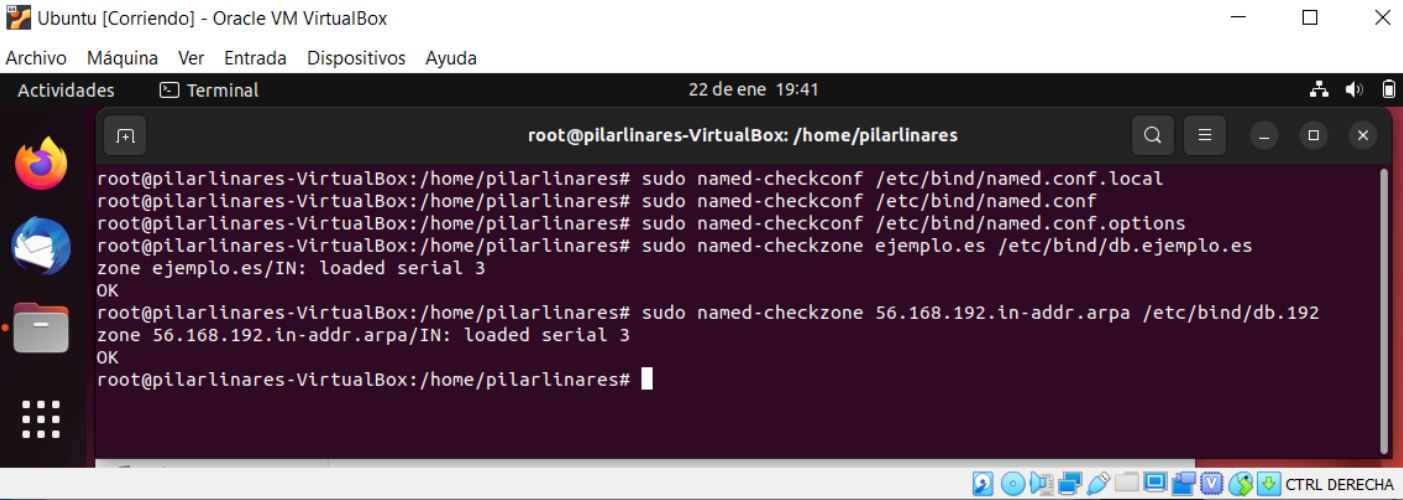 Ubuntu [Corriendo] - Oracle VM VirtualBox
Archivo Máquina Ver Entrada Dispositivos Ayuda
Actividades Terminal 22 de ene 19:41
root@pilarlinares-VirtualBox: /home/pilarlinares
root@pilarlinares-VirtualBox:/home/pilarlinares# sudo named-checkconf /etc/bind/named.conf.local
root@pilarlinares-VirtualBox:/home/pilarlinares# sudo named-checkconf /etc/bind/named.conf
root@pilarlinares-VirtualBox:/home/pilarlinares# sudo named-checkconf /etc/bind/named.conf.options
root@pilarlinares-VirtualBox:/home/pilarlinares# sudo named-checkzone ejemplo.es /etc/bind/db.ejemplo.es
zone ejemplo.es/IN: loaded serial 3
OK
root@pilarlinares-VirtualBox:/home/pilarlinares# sudo named-checkzone 56.168.192.in-addr.arpa /etc/bind/db.192
zone 56.168.192.in-addr.arpa/IN: loaded serial 3
OK
root@pilarlinares-VirtualBox:/home/pilarlinares#
CTRL DERECHA